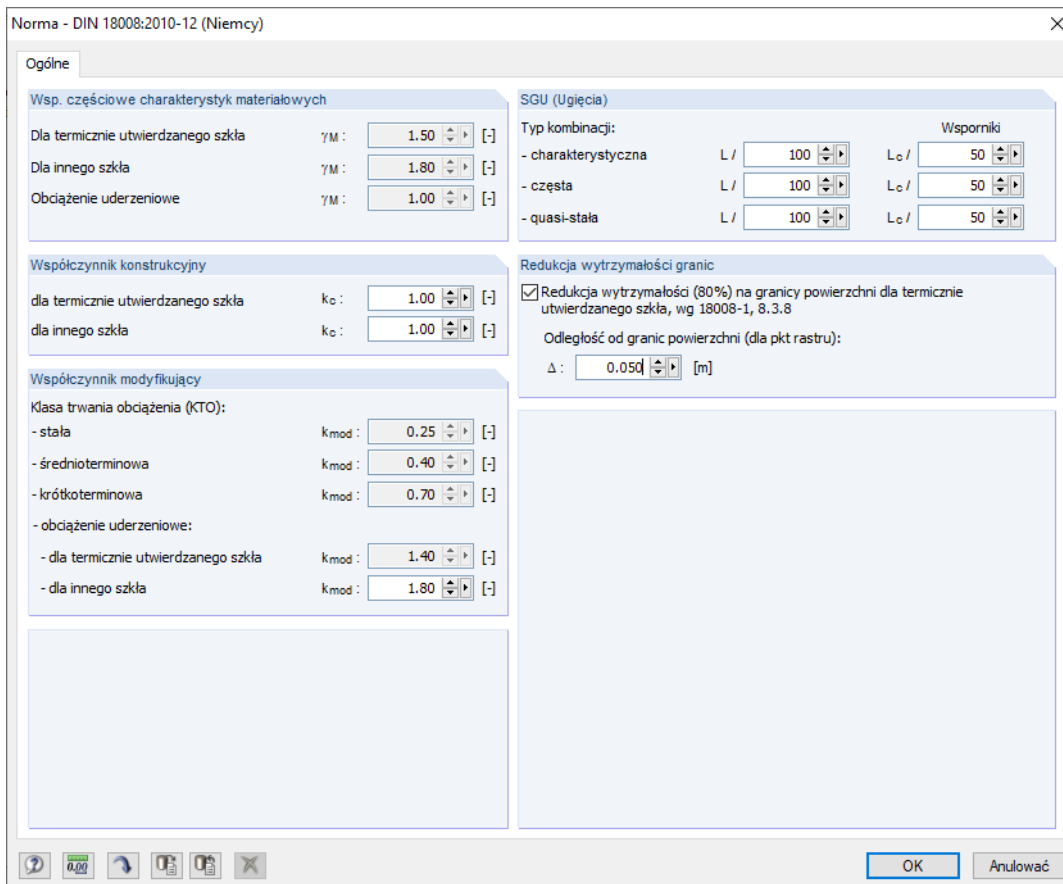 Norma - DIN 18008:2010-12 (Niemcy)
Ogólne
Wsp. częściowe charakterystyk materiałowych
Dla termicznie utwierdzanego szkła γM : 1.50 [-]
Dla innego szkła γM : 1.80 [-]
Obciążenie uderzeniowe γM : 1.00 [-]
Współczynnik konstrukcyjny
dla termicznie utwierdzanego szkła kc : 1.00 [-]
dla innego szkła kc : 1.00 [-]
Współczynnik modyfikujący
Klasa trwania obciążenia (KTO):
- stała kmod : 0.25 [-]
- średnioterminowa kmod : 0.40 [-]
- krótkoterminowa kmod : 0.70 [-]
- obciążenie uderzeniowe:
- dla termicznie utwierdzanego szkła kmod : 1.40 [-]
- dla innego szkła kmod : 1.80 [-]
SGU (Ugięcia)
Typ kombinacji: Wsporniki
- charakterystyczna L / 100 Lc / 50
- częsta L / 100 Lc / 50
- quasi-stała L / 100 Lc / 50
Redukcja wytrzymałości granic
Redukcja wytrzymałości (80%) na granicy powierzchni dla termicznie
utwierdzanego szkła, wg 18008-1, 8.3.8
Odległość od granic powierzchni (dla pkt rastru):
Δ : 0.050 [m]
0.00
OK Anulować